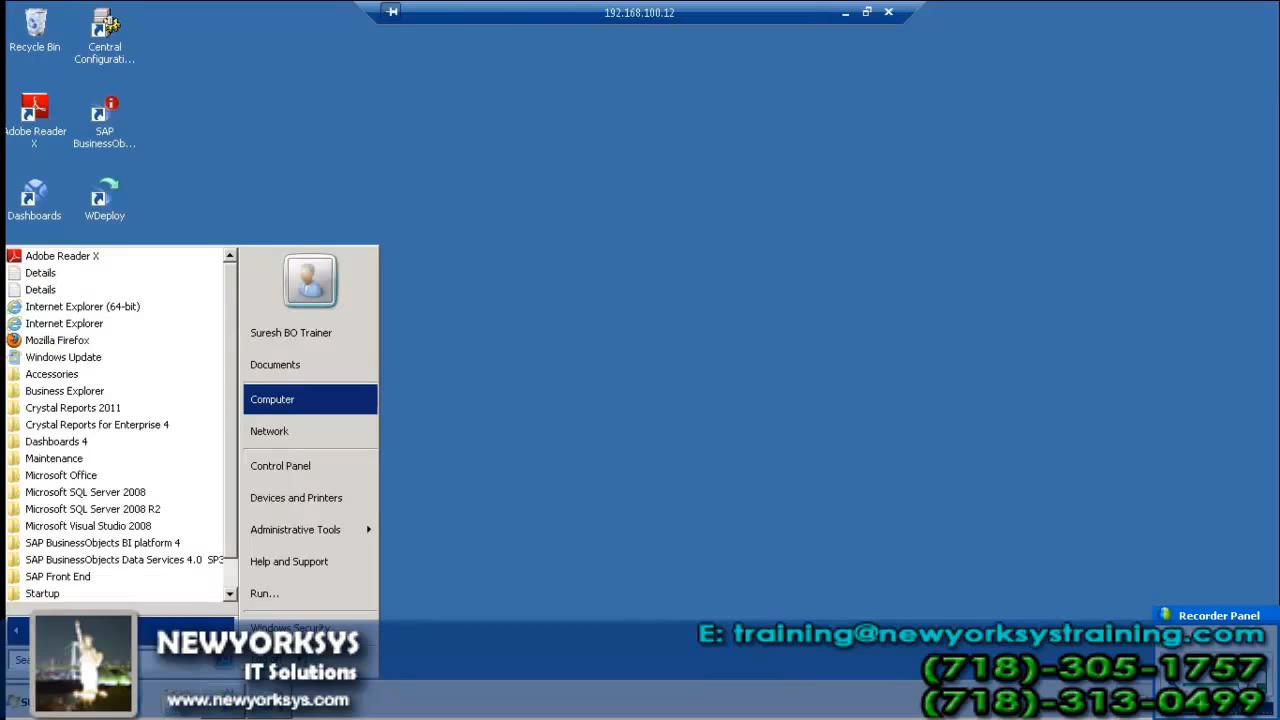 192.168.100.12
Recycle Bin
Central
Configurati...
Adobe Reader
X
SAP
BusinessOb...
Dashboards
WDeploy
Adobe Reader X
Details
Details
Internet Explorer (64-bit)
Internet Explorer
Mozilla Firefox
Windows Update
Accessories
Business Explorer
Crystal Reports 2011
Crystal Reports for Enterprise 4
Dashboards 4
Maintenance
Microsoft Office
Microsoft SQL Server 2008
Microsoft SQL Server 2008 R2
Microsoft Visual Studio 2008
SAP BusinessObjects BI platform 4
SAP BusinessObjects Data Services 4.0 SP3
SAP Front End
Startup
Suresh BO Trainer
Documents
Computer
Network
Control Panel
Devices and Printers
Administrative Tools
Help and Support
Run...
Windows Security
Recorder Panel
NEWYORKSYS
IT Solutions
www.newyorksys.com
E: training@newyorksystraining.com
(718)-305-1757
(718)-313-0499